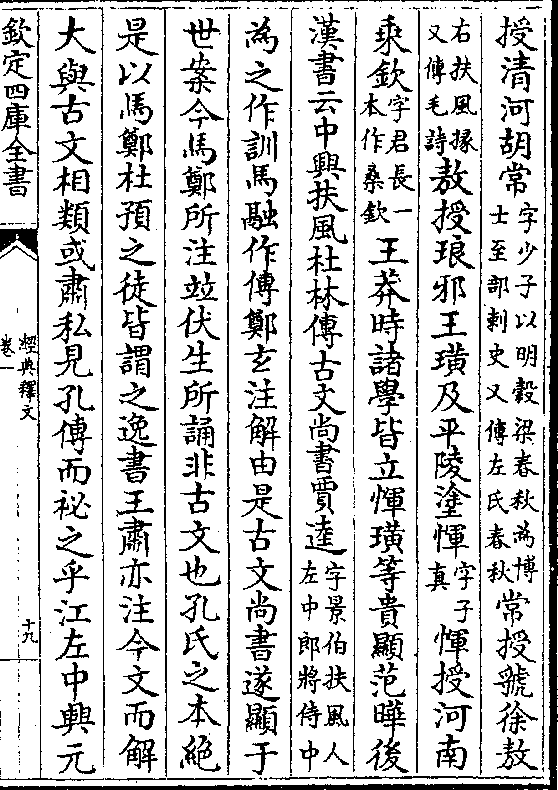 授清河胡常字少子以明穀梁春秋為博士至部刺史又傳左氏春秋常授虢徐敖
右扶風掾又傳毛詩敖授琅邪王璜及平陵塗惲字子真惲授河南
乘欽字君長一本作桑欽王莽時諸學皆立惲璜等貴顯范曄後
漢書云中興扶風杜林傳古文尚書賈逵字景伯扶風人左中郎將侍中
為之作訓馬融作傳鄭玄注解由是古文尚書遂顯于
世案今馬鄭所注並伏生所誦非古文也孔氏之本絶
是以馬鄭杜預之徒皆謂之逸書王肅亦注今文而解
大與古文相類或肅私見孔傳而祕之乎江左中興元
欽定四庫全書
經典釋文
卷一
十九